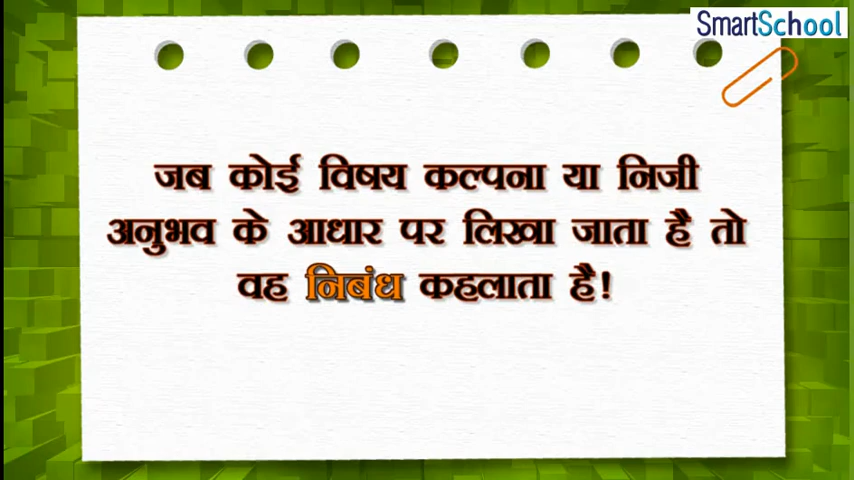 SmartSchool
जब कोई विषय कल्पना या निजी
अनुभव के आधार पर लिखा जाता है तो
वह निबंध कहलाता है!